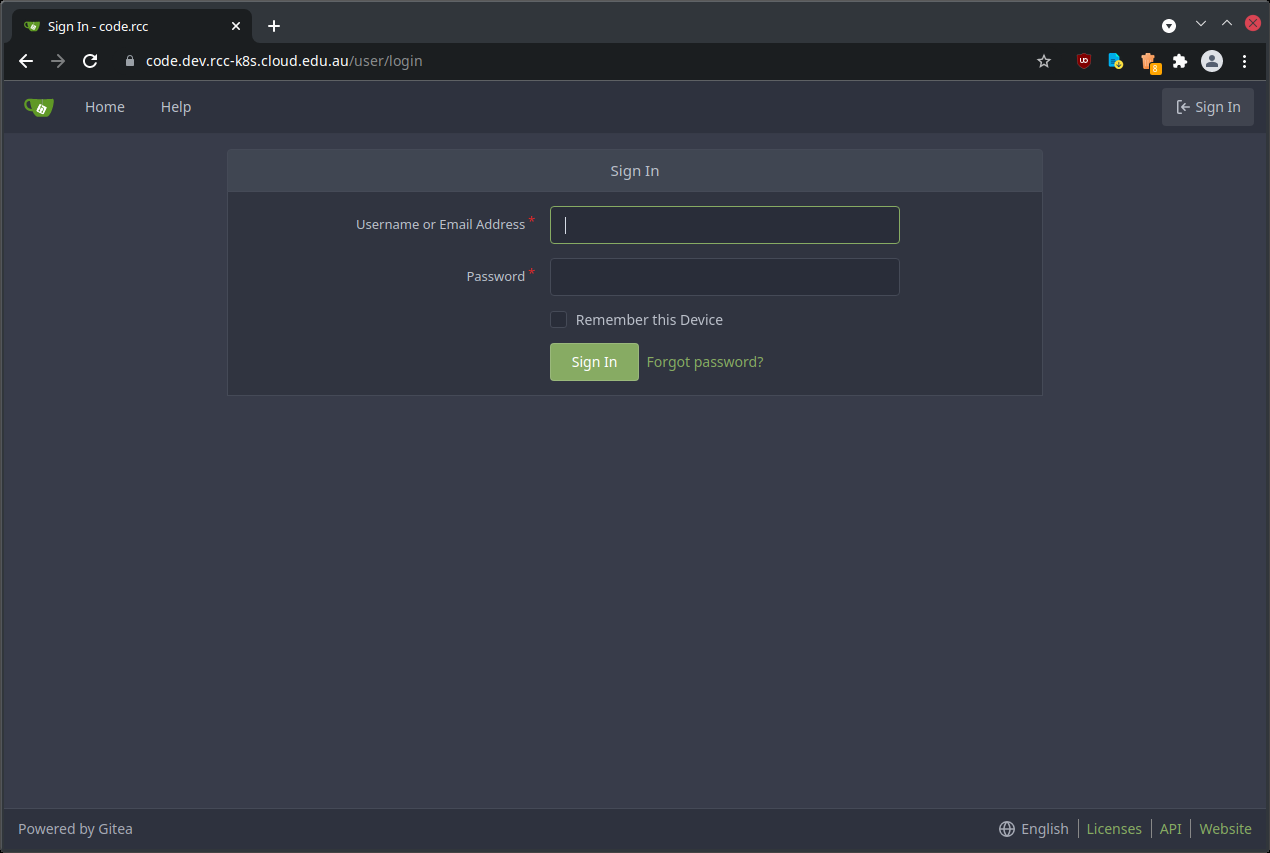 Sign In - code.rcc
code.dev.rcc-k8s.cloud.edu.au/user/login
UD
8
Home
Help
Sign In
Sign In
Username or Email Address *
Password *
Remember this Device
Sign In
Forgot password?
Powered by Gitea
English
Licenses
API
Website